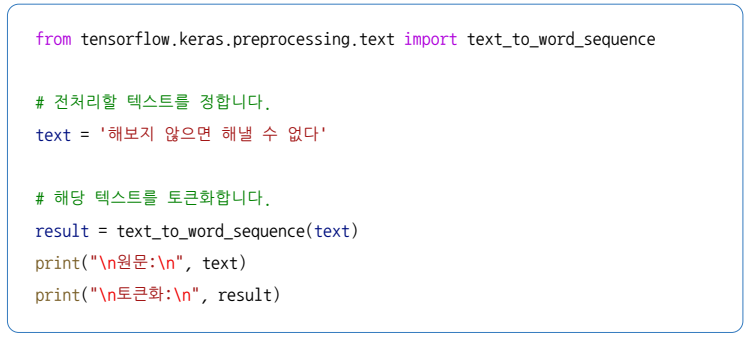 from tensorflow.keras.preprocessing.text import text_to_word_sequence
# 전처리할 텍스트를 정합니다.
text = '해보지 않으면 해낼 수 없다'
# 해당 텍스트를 토큰화합니다.
result = text_to_word_sequence(text)
print("\n원문:\n", text)
print("\n토큰화:\n", result)